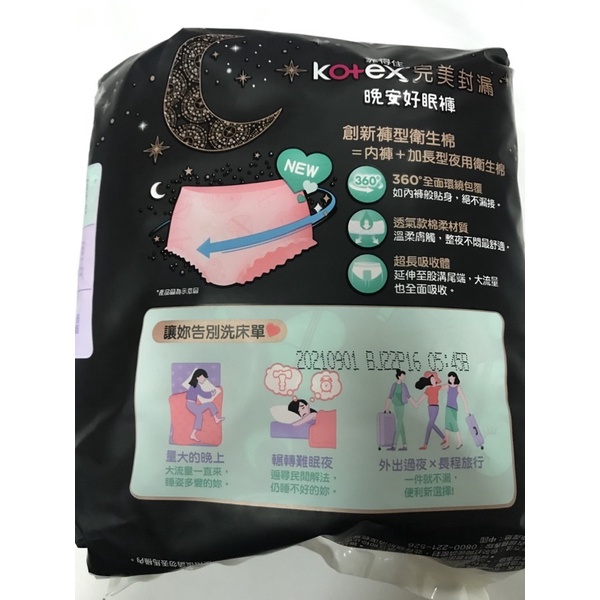 靠得住
Kotex 完美封漏
晚安好眠褲
創新褲型衛生棉
=內褲+加長型夜用衛生棉
NEW
360°
360°全面環繞包覆
如內褲般貼身,絕不漏接。
透氣款棉柔材質
溫柔膚觸,整夜不悶最舒適。
超長吸收體
延伸至股溝尾端,大流量
也全面吸收。
*產品圖為示意圖
讓妳告別洗床單
20210901 BJ22P16 05:45B
量大的晚上
大流量一直來,
睡姿多變的妳。
輾轉難眠夜
遍尋民間解法,
仍睡不好的妳。
外出過夜×長程旅行
一件就不漏,
便利新選擇!